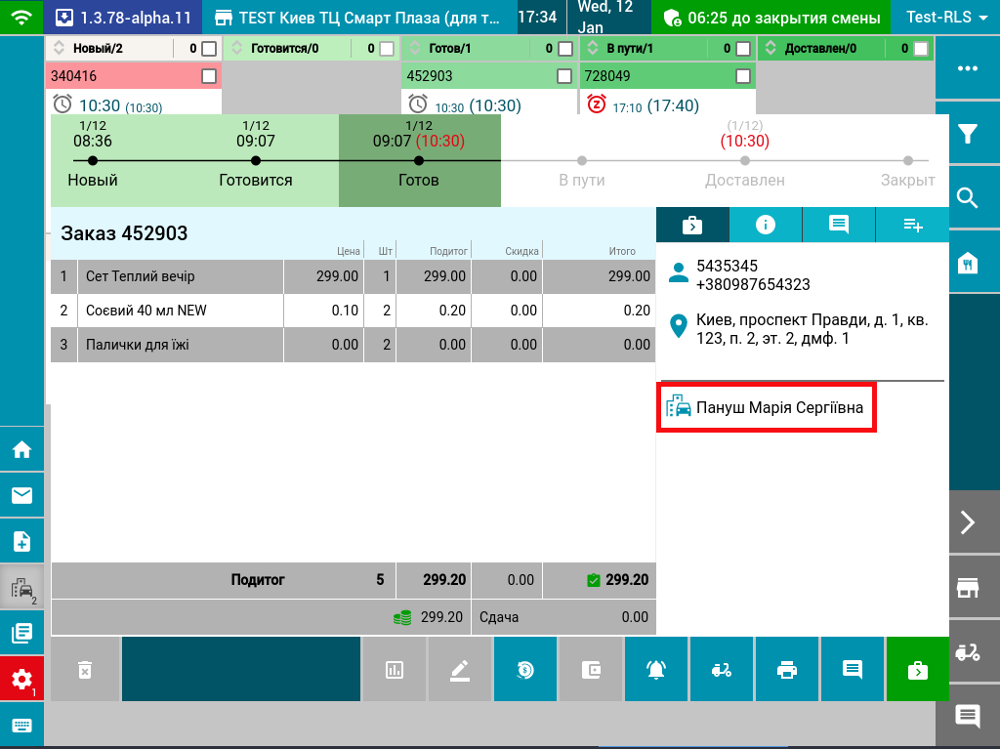 1.3.78-alpha.11
TEST Киев ТЦ Смарт Плаза (для т...
17:34
Wed, 12 Jan
06:25 до закрытия смены
Test-RLS
Новый/2 0
Готовится/0 0
Готов/1 0
В пути/1 0
Доставлен/0 0
340416
452903
728049
10:30 (10:30)
10:30 (10:30)
17:10 (17:40)
1/12
1/12
1/12
(1/12)
08:36
09:07
09:07 (10:30)
(10:30)
Новый
Готовится
Готов
В пути
Доставлен
Закрыт
Заказ 452903
Цена Шт Подитог Скидка Итого
1 Сет Теплий вечір 299.00 1 299.00 0.00 299.00
2 Соєвий 40 мл NEW 0.10 2 0.20 0.00 0.20
3 Палички для їжі 0.00 2 0.00 0.00 0.00
5435345
+380987654323
Киев, проспект Правди, д. 1, кв.
123, п. 2, эт. 2, дмф. 1
Пануш Марія Сергіївна
Подитог 5 299.20 0.00 299.20
299.20 Сдача 0.00
2
1